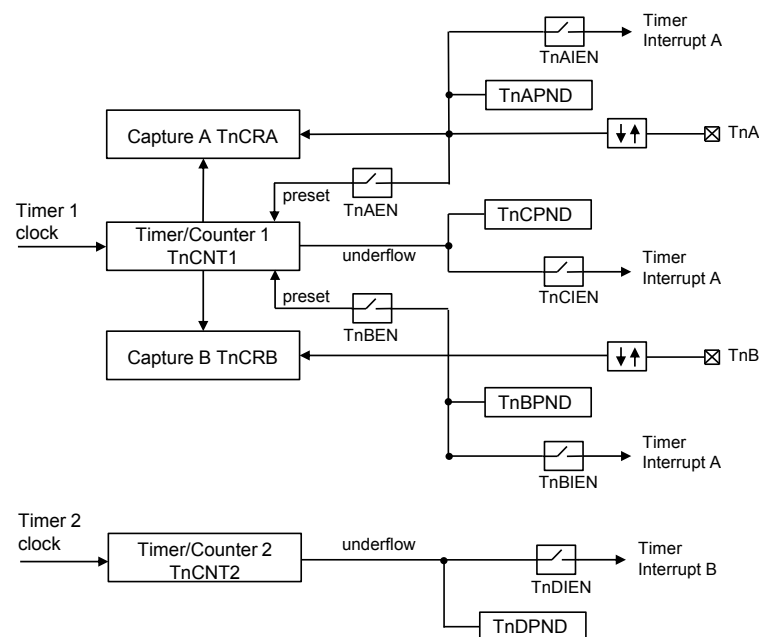 Timer
Interrupt A
TnAIEN
TnAPND
Capture A TnCRA
TnA
preset
TnAEN
Timer 1
clock
Timer/Counter 1
TnCNT1
underflow
TnCPND
Timer
Interrupt A
TnCIEN
preset
TnBEN
Capture B TnCRB
TnB
TnBPND
Timer
Interrupt A
TnBIEN
Timer 2
clock
Timer/Counter 2
TnCNT2
underflow
Timer
Interrupt B
TnDIEN
TnDPND